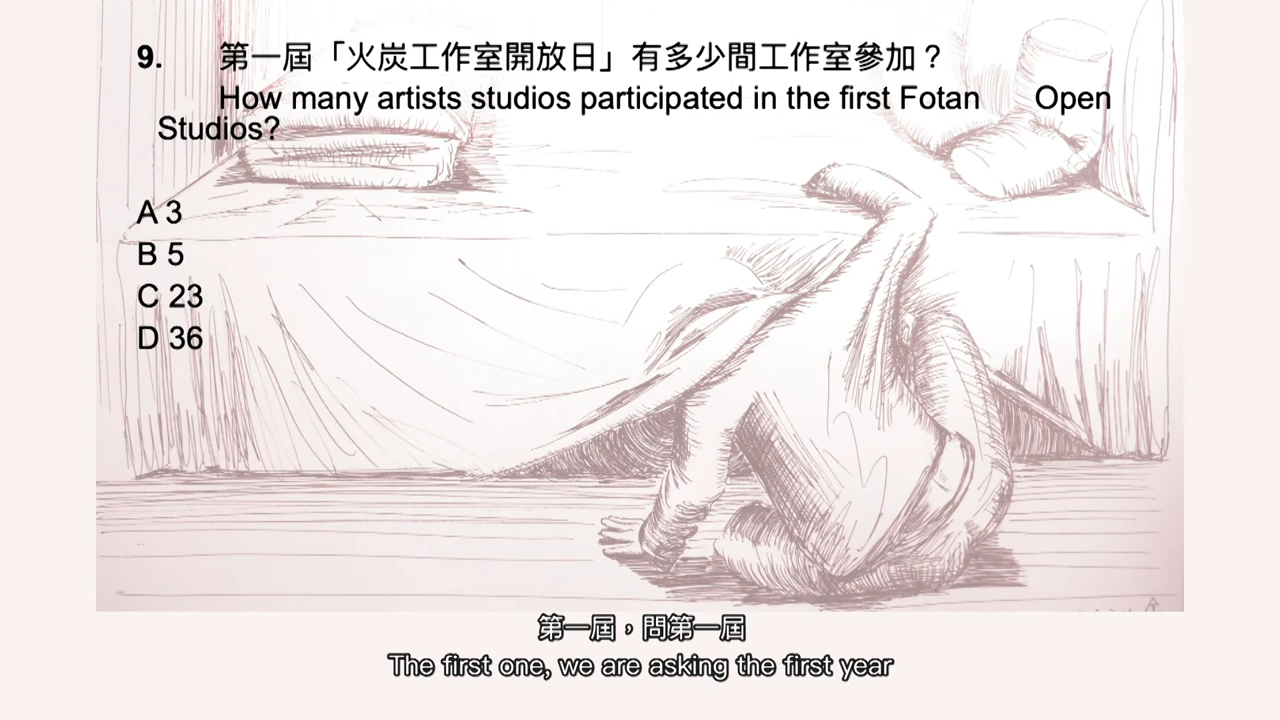 9. 第一屆「火炭工作室開放日」有多少間工作室參加？
How many artists studios participated in the first Fotan Open
Studios?
A 3
B 5
C 23
D 36
第一屆，問第一屆
The first one, we are asking the first year